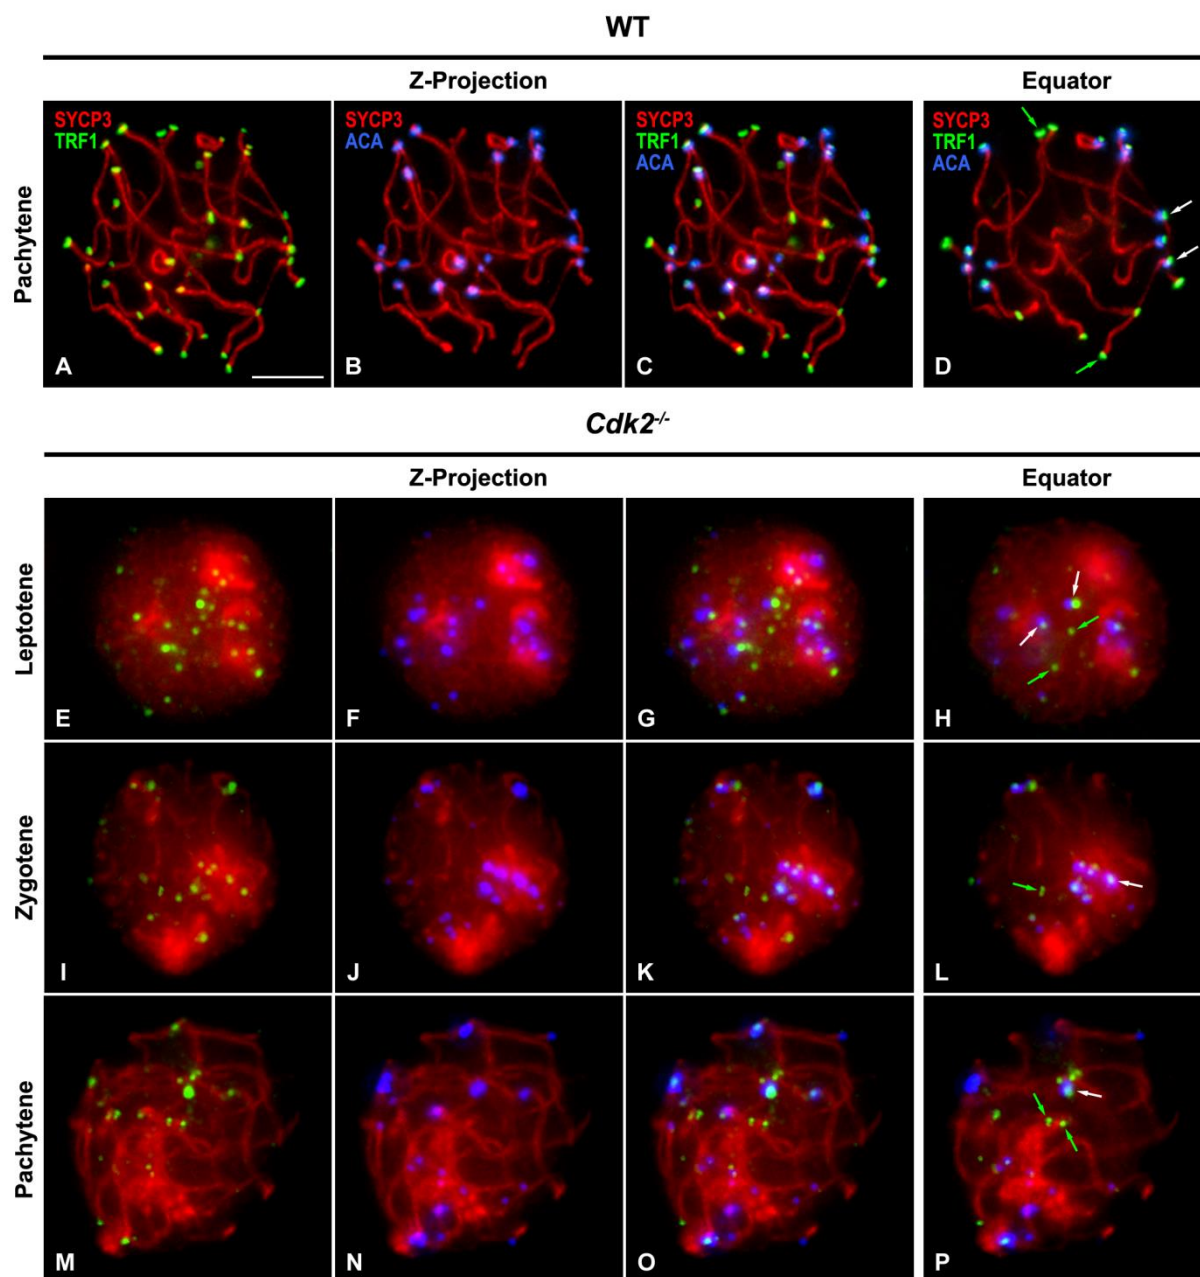 WT
Z-Projection Equator
Pachytene
SYCP3
TRF1
A
SYCP3
ACA
B
SYCP3
TRF1
ACA
C
SYCP3
TRF1
ACA
D
Cdk2-/-
Z-Projection Equator
Leptotene
E F G H
Zygotene
I J K L
Pachytene
M N O P